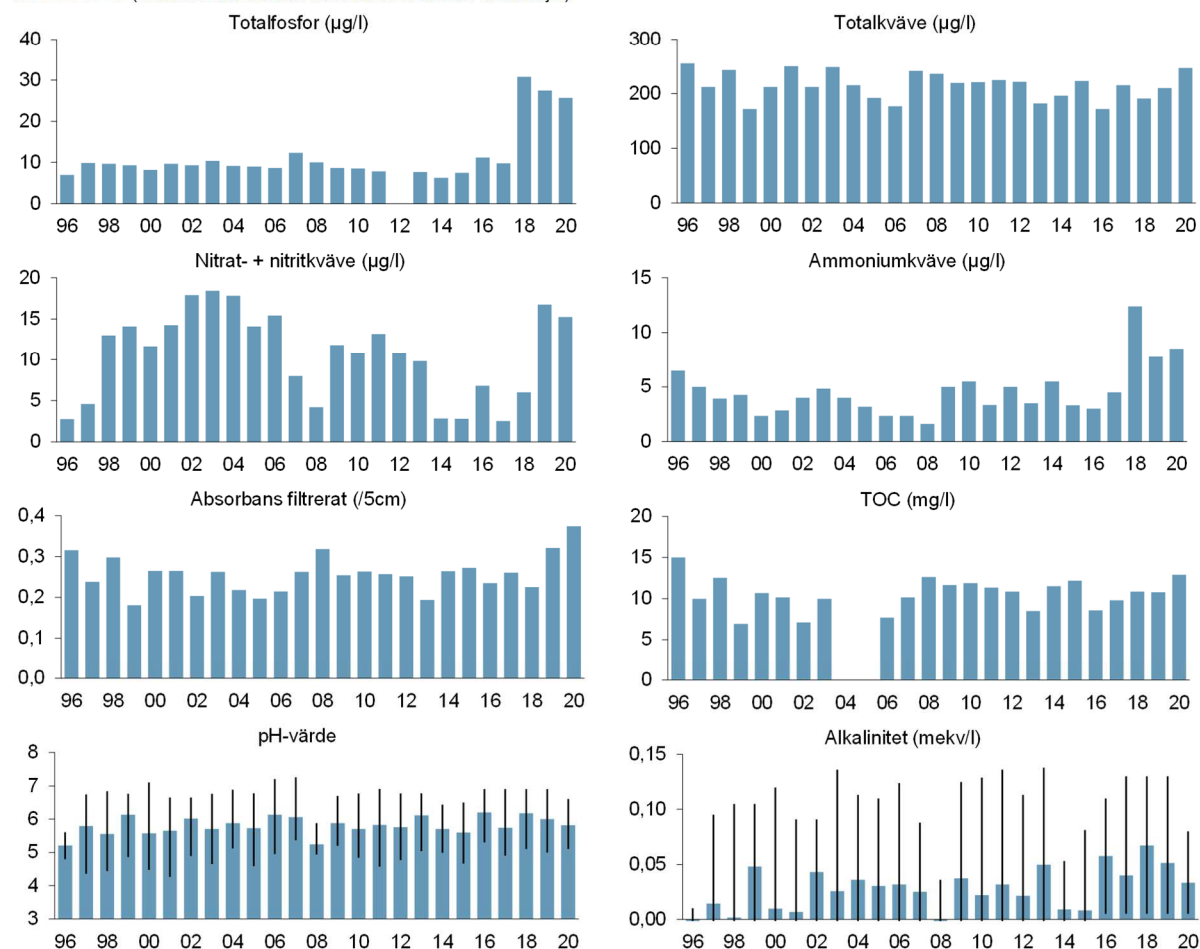 Totalfosfor (µg/l)
40
30
20
10
0
96 98 00 02 04 06 08 10 12 14 16 18 20
Totalkväve (µg/l)
300
200
100
0
96 98 00 02 04 06 08 10 12 14 16 18 20
Nitrat- + nitritkväve (µg/l)
20
15
10
5
0
96 98 00 02 04 06 08 10 12 14 16 18 20
Ammoniumkväve (µg/l)
15
10
5
0
96 98 00 02 04 06 08 10 12 14 16 18 20
Absorbans filtrerat (/5cm)
0,4
0,3
0,2
0,1
0,0
96 98 00 02 04 06 08 10 12 14 16 18 20
TOC (mg/l)
20
15
10
5
0
96 98 00 02 04 06 08 10 12 14 16 18 20
pH-värde
8
7
6
5
4
3
96 98 00 02 04 06 08 10 12 14 16 18 20
Alkalinitet (mekv/l)
0,15
0,10
0,05
0,00
96 98 00 02 04 06 08 10 12 14 16 18 20